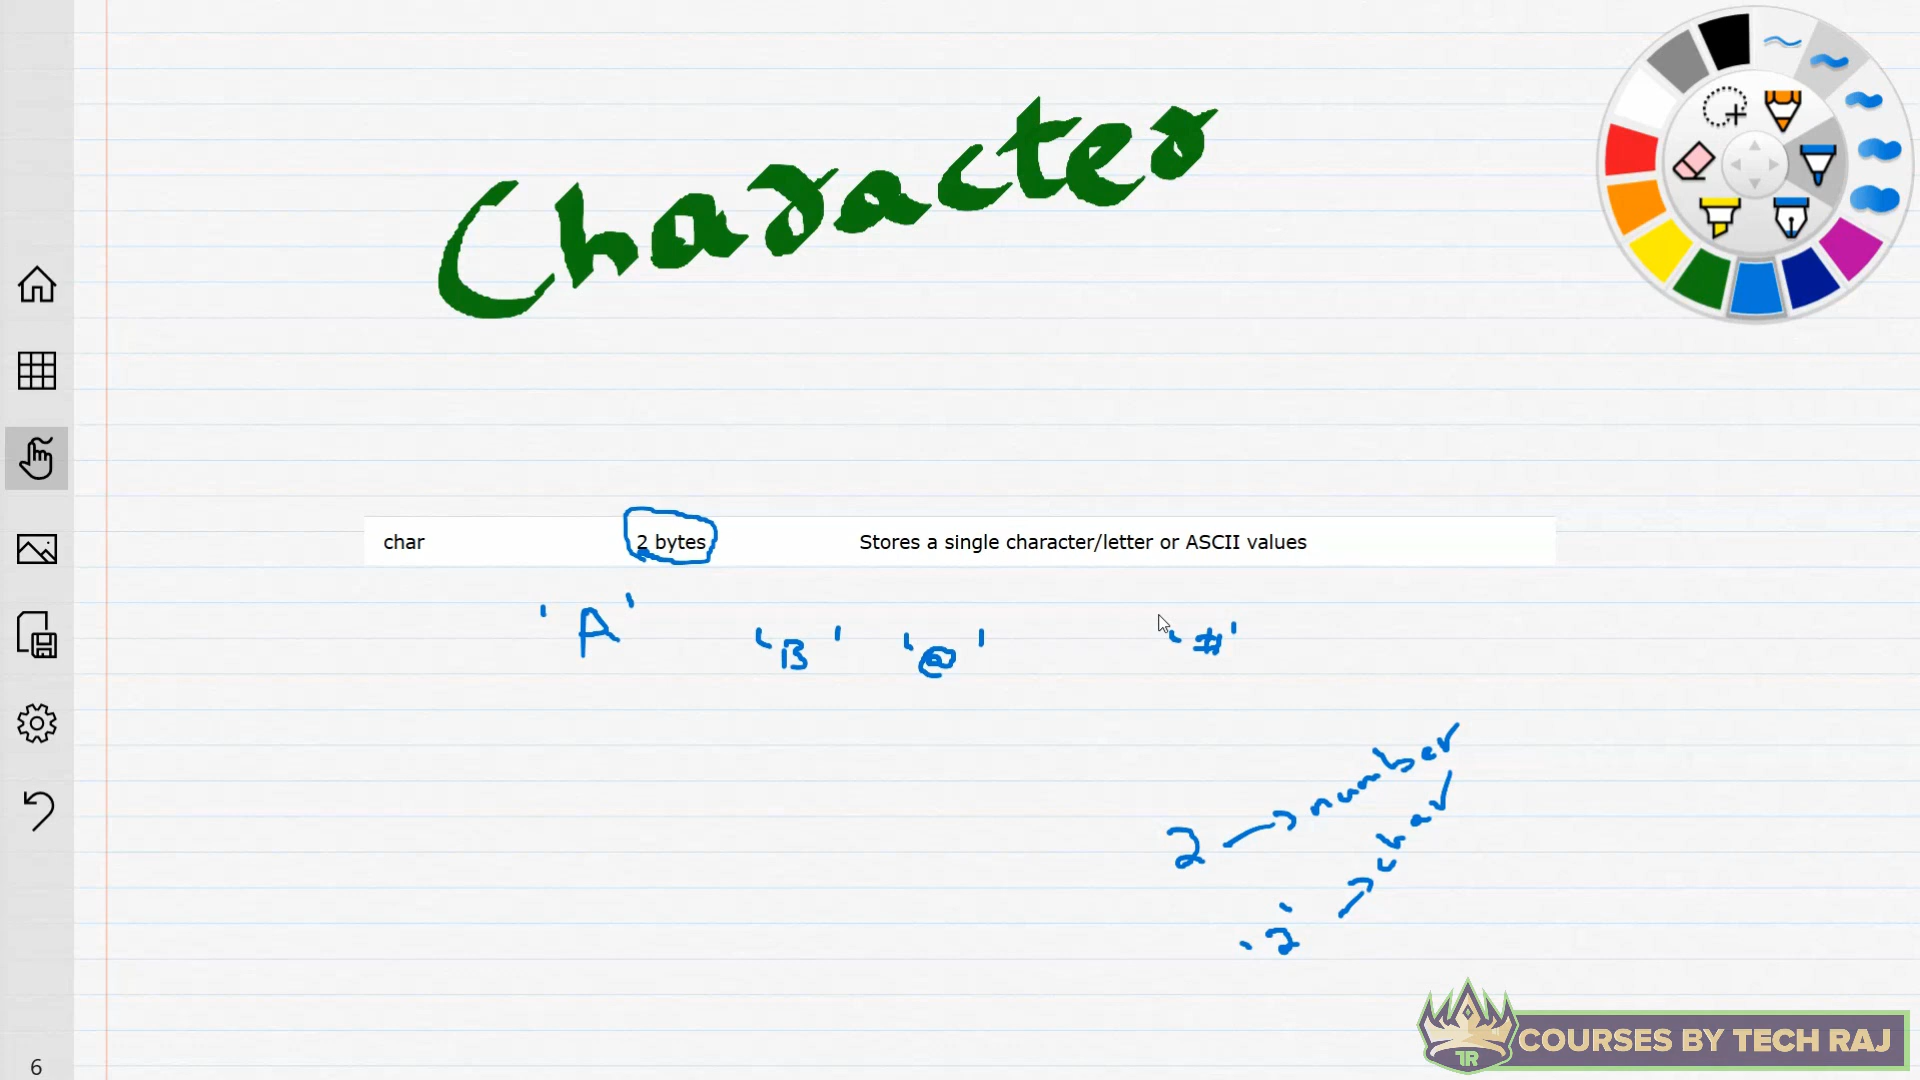 Character
char 2 bytes Stores a single character/letter or ASCII values
'A' 'B' '@' '#'
2 → number
'2' → char
TR COURSES BY TECH RAJ
6